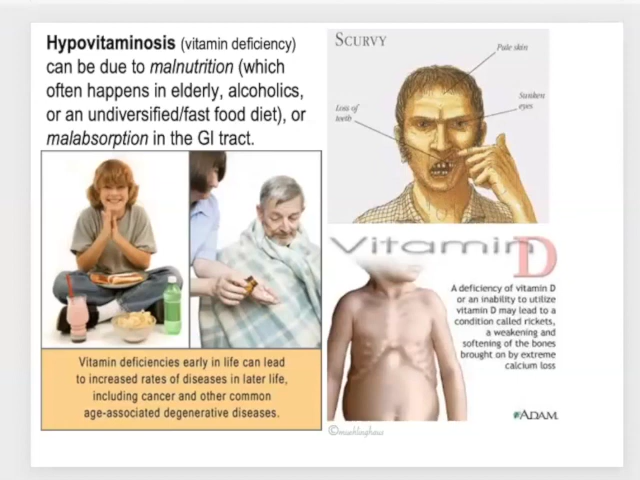 Hypovitaminosis (vitamin deficiency)
can be due to malnutrition (which
often happens in elderly, alcoholics,
or an undiversified/fast food diet), or
malabsorption in the GI tract.
Vitamin deficiencies early in life can lead
to increased rates of diseases in later life,
including cancer and other common
age-associated degenerative diseases.
SCURVY
Pale skin
Sunken
eyes
Loss of
teeth
Vitamin D
A deficiency of vitamin D
or an inability to utilize
vitamin D may lead to a
condition called rickets,
a weakening and
softening of the bones
brought on by extreme
calcium loss
ADAM